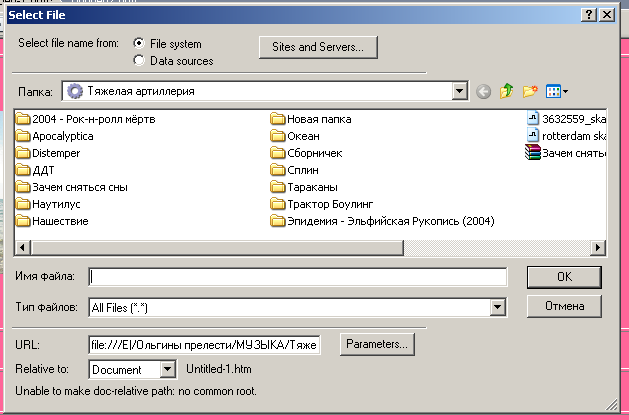 Select File
Select file name from:
File system
Sites and Servers...
Data sources
Папка:
Тяжелая артиллерия
2004 - Рок-н-ролл мёртв
Apocalyptica
Distemper
ДДТ
Зачем сняться сны
Наутилус
Нашествие
Новая папка
Океан
Сборничек
Сплин
Тараканы
Трактор Боулинг
Эпидемия - Эльфийская Рукопись (2004)
3632559_ska
rotterdam ska
Зачем снять
Имя файла:
OK
Тип файлов:
All Files (*.*)
Отмена
URL:
file:///E|/Ольгины прелести/МУЗЫКА/Тяже
Parameters...
Relative to:
Document
Untitled-1.htm
Unable to make doc-relative path: no common root.